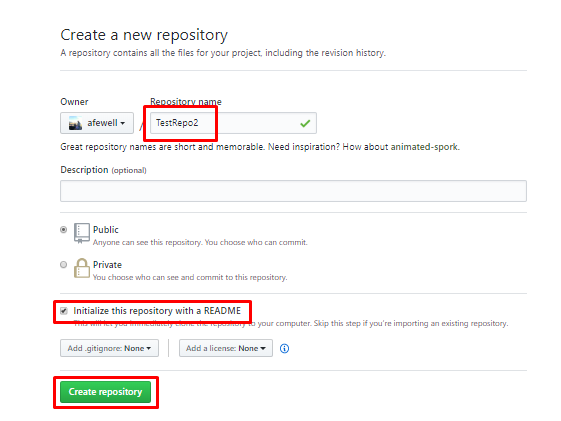 Create a new repository
A repository contains all the files for your project, including the revision history.
Owner
Repository name
afewell
/
TestRepo2
Great repository names are short and memorable. Need inspiration? How about animated-spork.
Description (optional)
Public
Anyone can see this repository. You choose who can commit.
Private
You choose who can see and commit to this repository.
Initialize this repository with a README
This will let you immediately clone the repository to your computer. Skip this step if you're importing an existing repository.
Add .gitignore: None
Add a license: None
Create repository